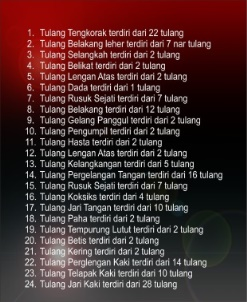 1. Tulang Tengkorak terdiri dari 22 tulang
2. Tulang Belakang leher terdiri dari 7 nar tulang
3. Tulang Selangkah terdiri dari 2 tulang
4. Tulang Belikat terdiri dari 2 tulang
5. Tulang Lengan Atas terdiri dari 2 tulang
6. Tulang Dada terdiri dari 1 tulang
7. Tulang Rusuk Sejati terdiri dari 7 tulang
8. Tulang Belakang terdiri dari 12 tulang
9. Tulang Gelang Panggul terdiri dari 2 tulang
10. Tulang Pengumpil terdiri dari 2 tulang
11. Tulang Hasta terdiri dari 2 tulang
12. Tulang Lengan Atas terdiri dari 2 tulang
13. Tulang Kelangkangan terdiri dari 5 tulang
14. Tulang Pergelangan Tangan terdiri dari 16 tulang
15. Tulang Rusuk Sejati terdiri dari 7 tulang
16. Tulang Koksiks terdiri dari 4 tulang
17. Tulang Jari Tangan terdiri dari 10 tulang
18. Tulang Paha terdiri dari 2 tulang
19. Tulang Tempurung Lutut terdiri dari 2 tulang
20. Tulang Betis terdiri dari 2 tulang
21. Tulang Kering terdiri dari 2 tulang
22. Tulang Perglengan Kaki terdiri dari 14 tulang
23. Tulang Telapak Kaki terdiri dari 10 tulang
24. Tulang Jari Kaki terdiri dari 28 tulang